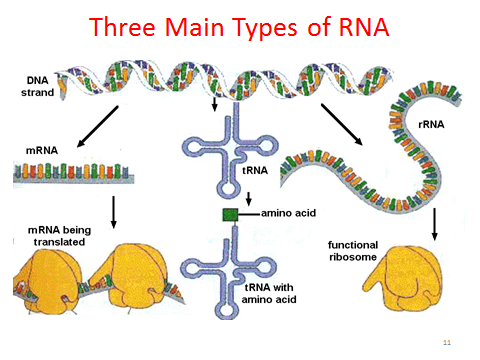 Three Main Types of RNA
DNA
strand
mRNA
tRNA
rRNA
amino acid
mRNA being
translated
tRNA with
amino acid
functional
ribosome
11